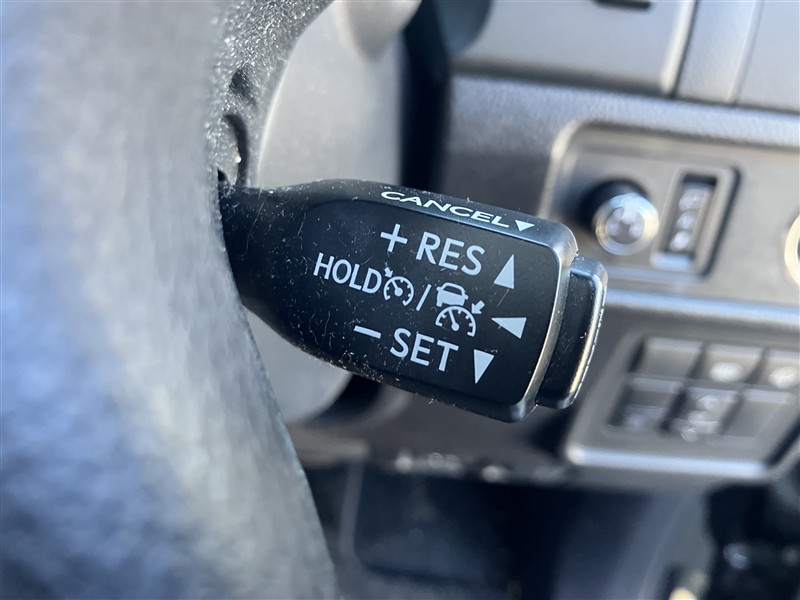 CANCEL▼
+ RES ▲
HOLD / ◀
− SET ▼